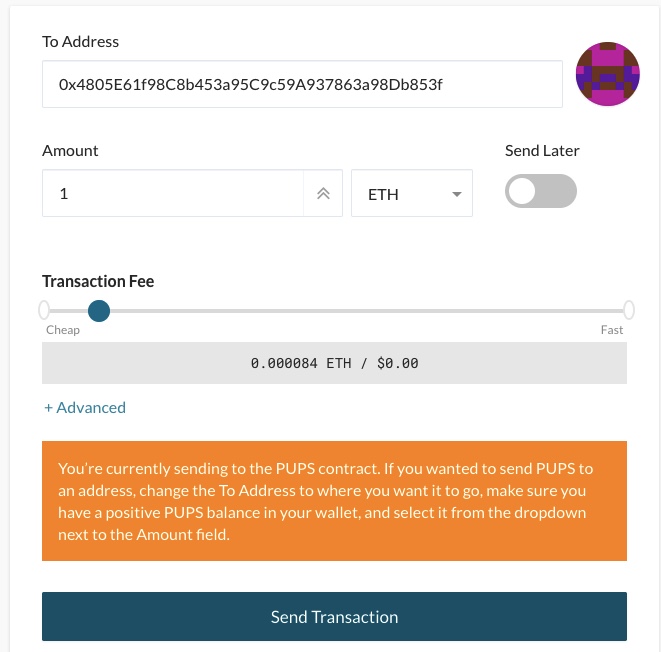 To Address
0x4805E61f98C8b453a95C9c59A937863a98Db853f
Amount
Send Later
1
ETH
Transaction Fee
Cheap
Fast
0.000084 ETH / $0.00
+ Advanced
You're currently sending to the PUPS contract. If you wanted to send PUPS to
an address, change the To Address to where you want it to go, make sure you
have a positive PUPS balance in your wallet, and select it from the dropdown
next to the Amount field.
Send Transaction